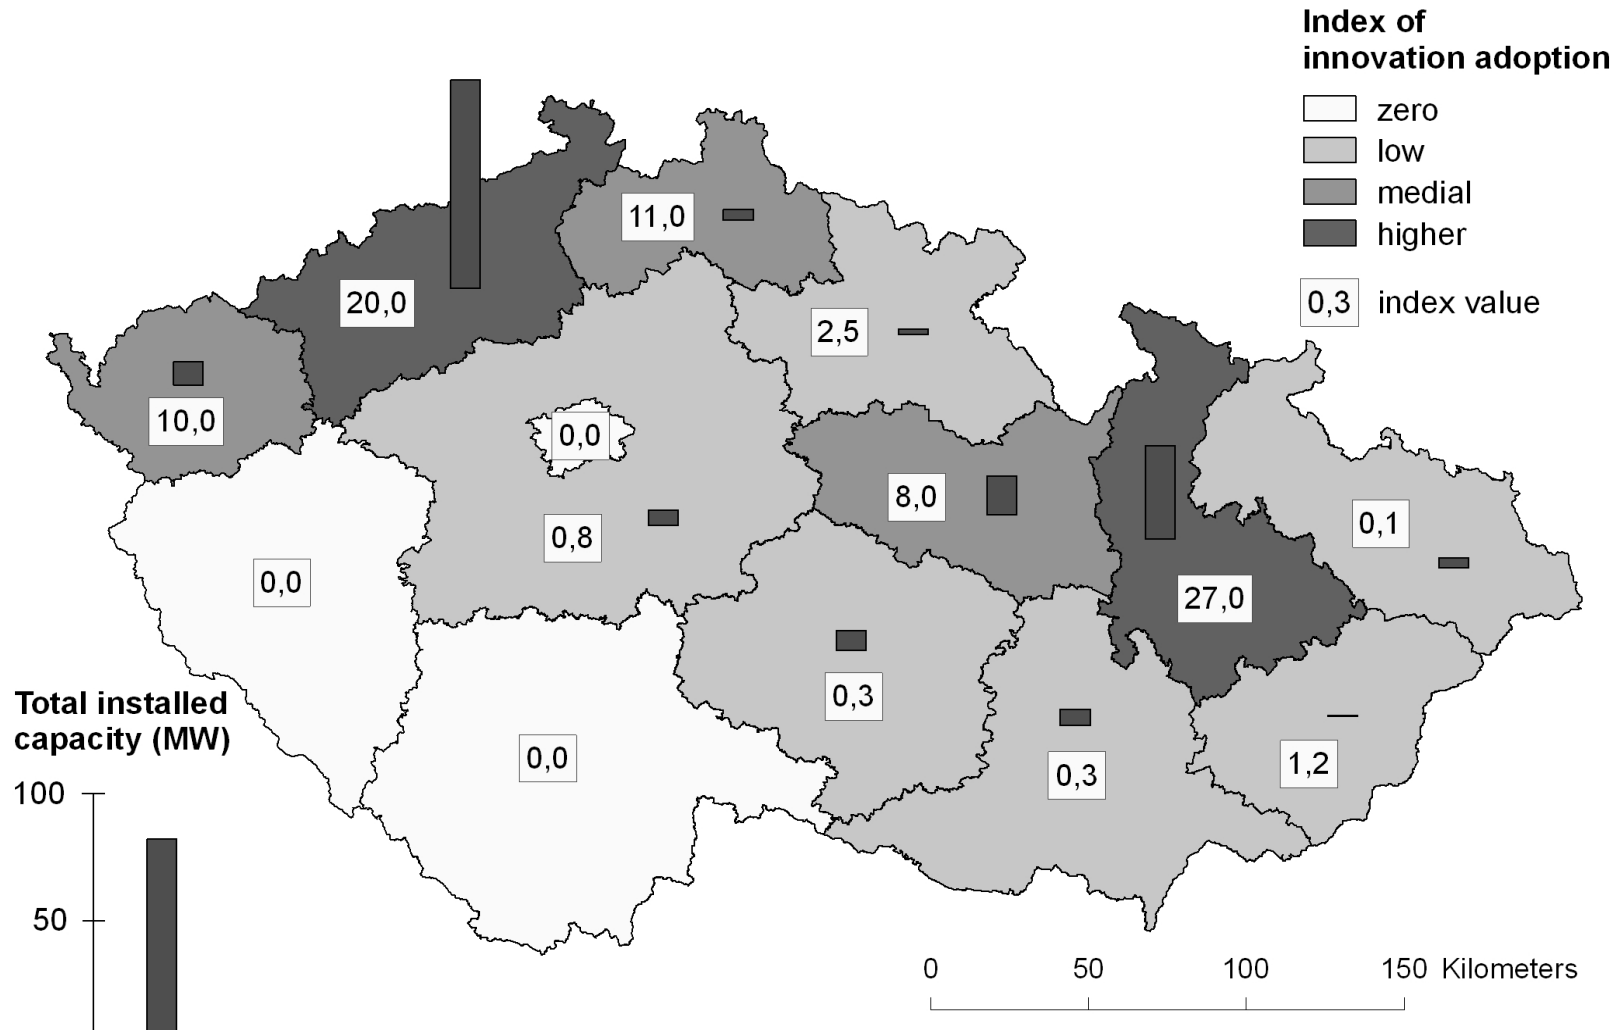 Index of
innovation adoption
zero
low
medial
higher
0,3 index value
11,0
20,0
2,5
10,0
0,0
8,0
0,8
0,1
0,0
27,0
0,3
0,0
0,3
1,2
Total installed
capacity (MW)
100
50
0 50 100 150 Kilometers